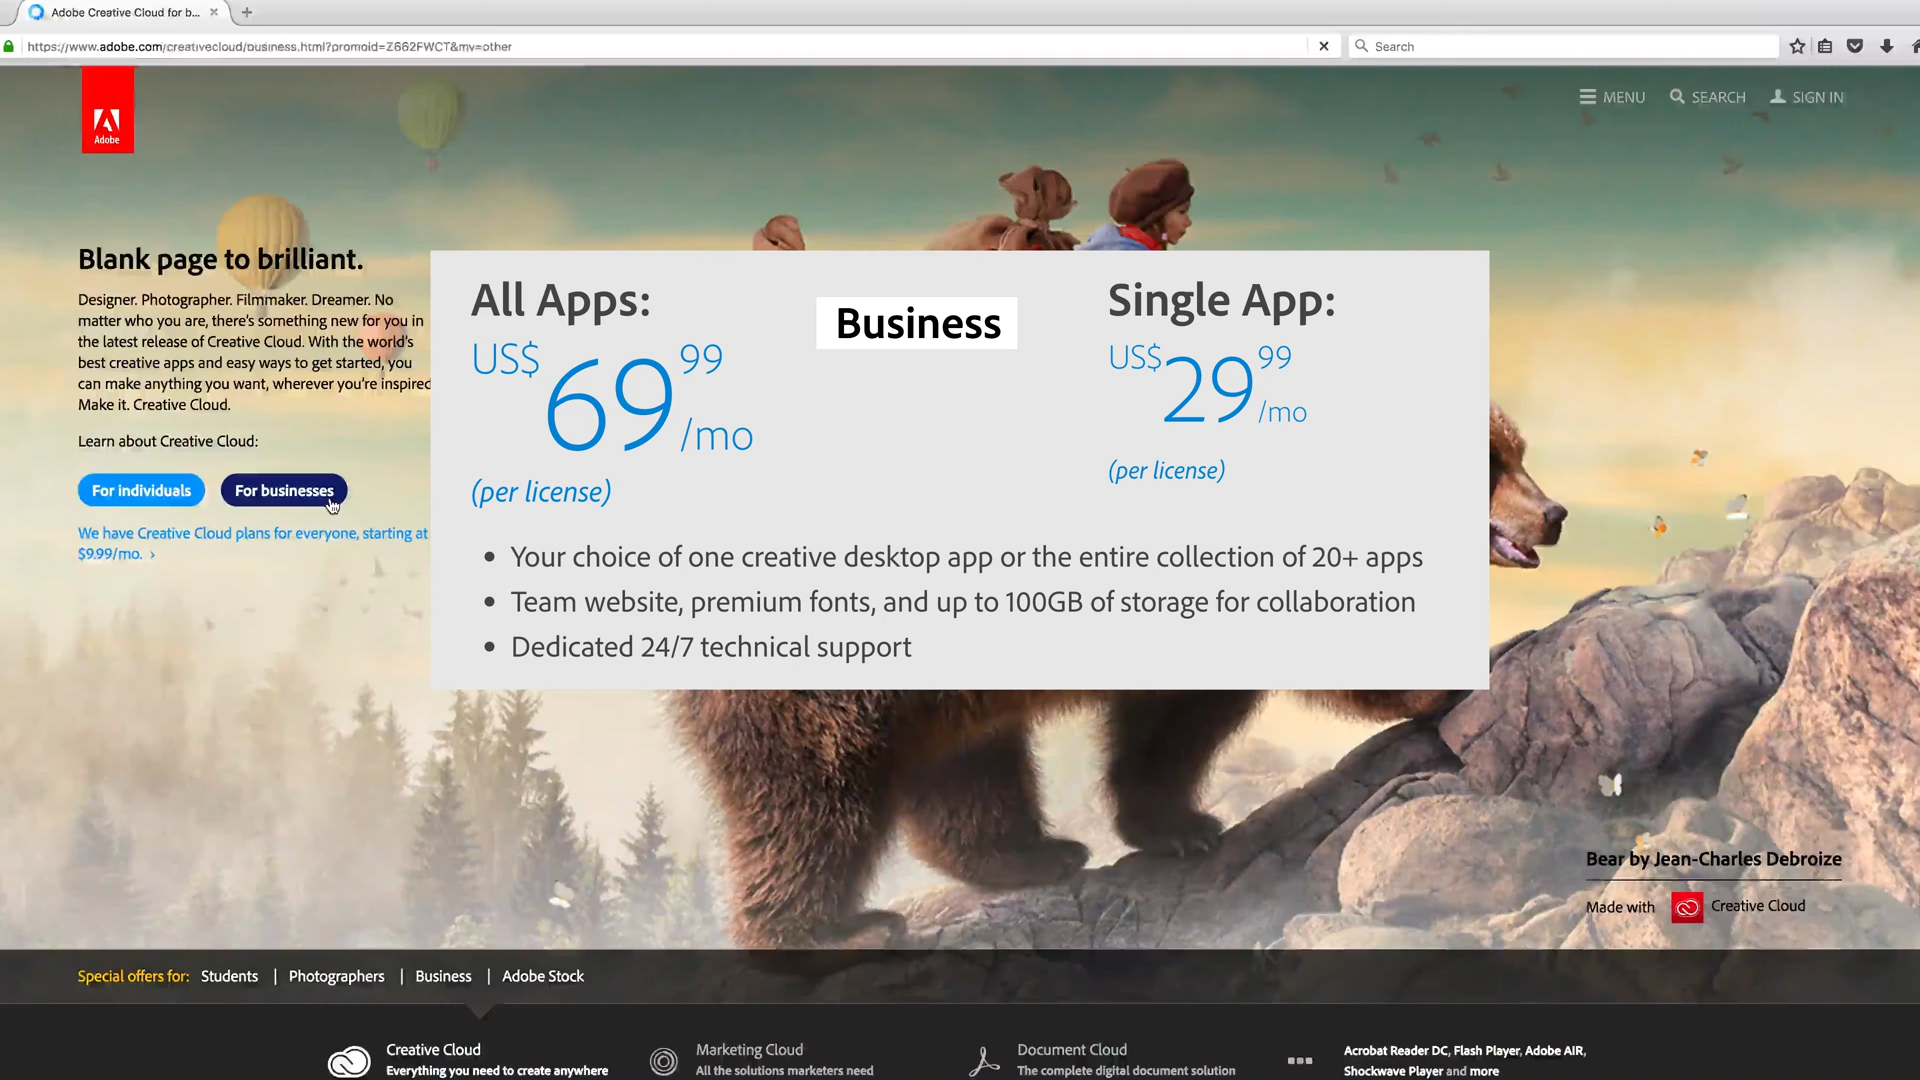 Adobe Creative Cloud for b...
https://www.adobe.com/creativecloud/business.html?promoid=Z662FWCT&mv=other
Search
Adobe
MENU
SEARCH
SIGN IN
Blank page to brilliant.
Designer. Photographer. Filmmaker. Dreamer. No
matter who you are, there's something new for you in
the latest release of Creative Cloud. With the world's
best creative apps and easy ways to get started, you
can make anything you want, wherever you're inspired
Make it. Creative Cloud.
Learn about Creative Cloud:
For individuals
For businesses
We have Creative Cloud plans for everyone, starting at
$9.99/mo. ›
All Apps:
US$69 99/mo
(per license)
Business
Single App:
US$29 99/mo
(per license)
• Your choice of one creative desktop app or the entire collection of 20+ apps
• Team website, premium fonts, and up to 100GB of storage for collaboration
• Dedicated 24/7 technical support
Bear by Jean-Charles Debroize
Made with Creative Cloud
Special offers for: Students | Photographers | Business | Adobe Stock
Creative Cloud
Everything you need to create anywhere
Marketing Cloud
All the solutions marketers need
Document Cloud
The complete digital document solution
Acrobat Reader DC, Flash Player, Adobe AIR,
Shockwave Player and more